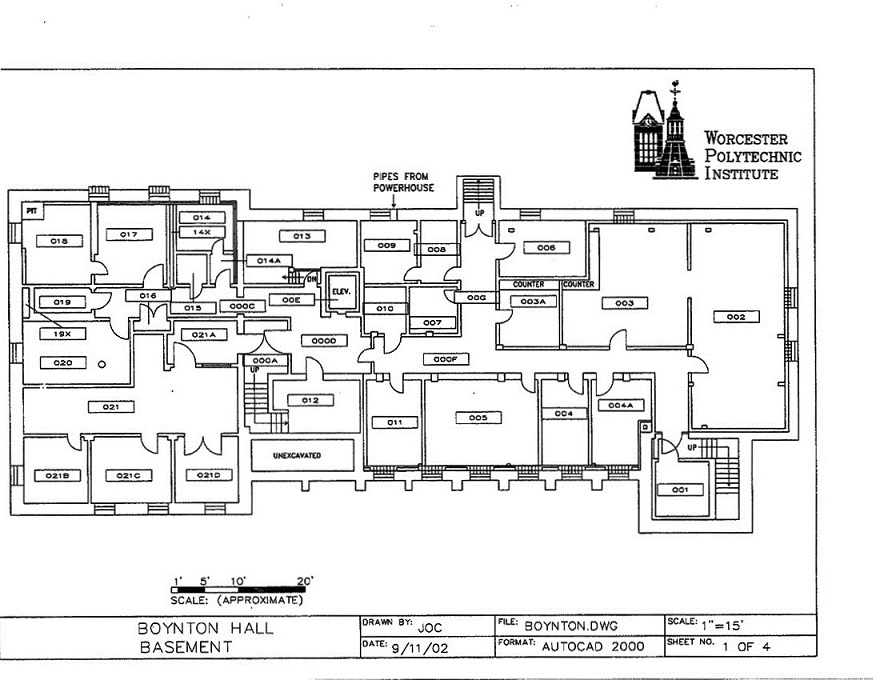 WORCESTER
POLYTECHNIC
INSTITUTE
PIPES FROM
POWERHOUSE
UP
PIT
018
017
014
14X
013
014A
009
008
006
DN
ELEV.
00E
COUNTER
COUNTER
003A
003
002
019
016
015
000C
010
007
00G
19X
020
021A
000A
000D
000F
UP
012
021
011
005
004
004A
UNEXCAVATED
UP
001
021B
021C
021D
1' 5' 10' 20'
SCALE: (APPROXIMATE)
BOYNTON HALL
BASEMENT
DRAWN BY: JOC
DATE: 9/11/02
FILE: BOYNTON.DWG
FORMAT: AUTOCAD 2000
SCALE: 1"=15'
SHEET NO. 1 OF 4